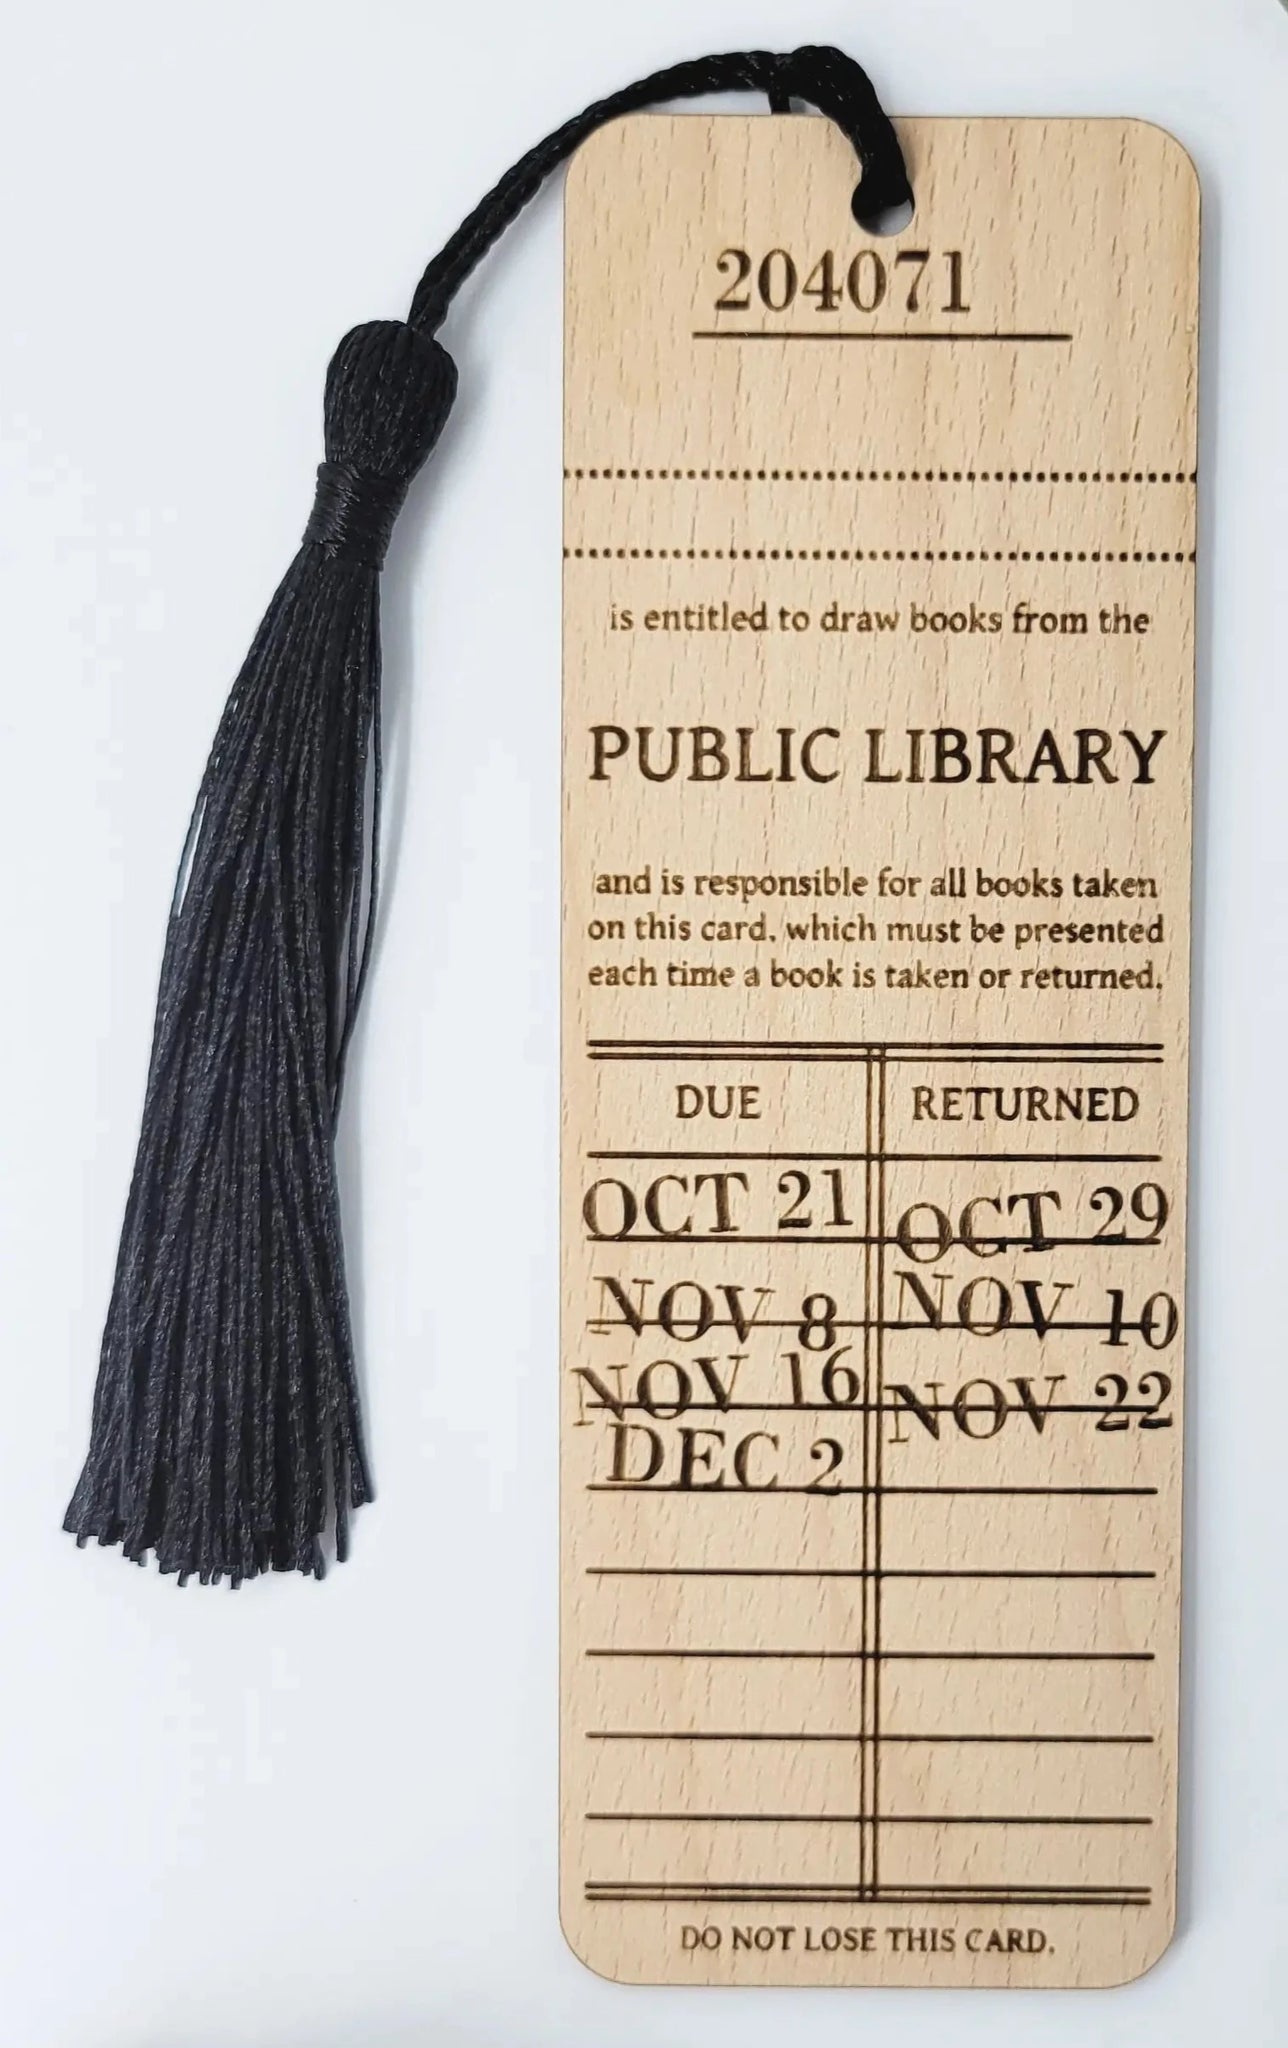 204071
is entitled to draw books from the
PUBLIC LIBRARY
and is responsible for all books taken
on this card, which must be presented
each time a book is taken or returned.
DUE RETURNED
OCT 21 OCT 29
NOV 8 NOV 10
NOV 16 NOV 22
DEC 2
DO NOT LOSE THIS CARD.